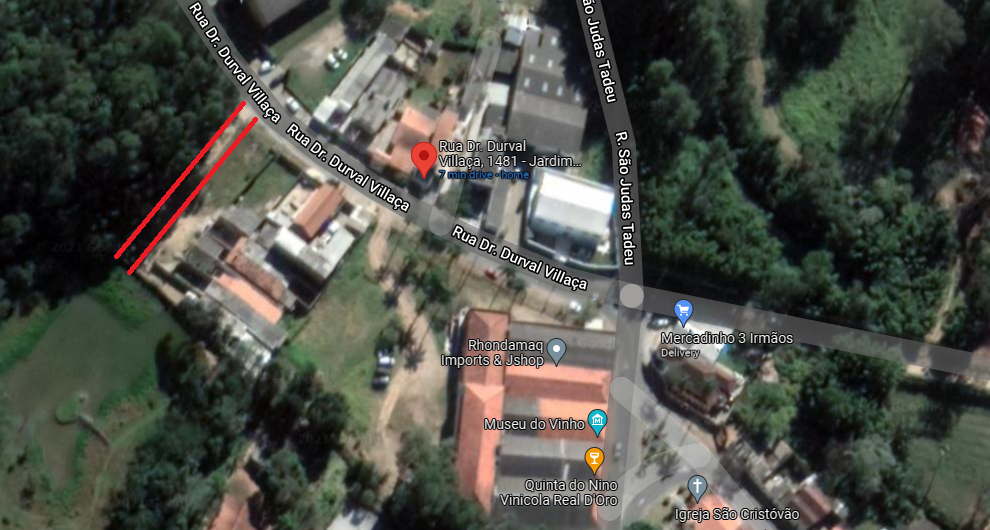 Rua Dr. Durval Villaça
ão Judas Tadeu
Rua Dr. Durval Villaça
R. São Judas Tadeu
Rua Dr. Durval
Villaça, 1481 - Jardim...
7 min drive - home
Rua Dr. Durval Villaça
Mercadinho 3 Irmãos
Delivery
Rhondamaq
Imports & Jshop
Museu do Vinho
Quinta do Nino
Vinicola Real D'Oro
Igreja São Cristóvão